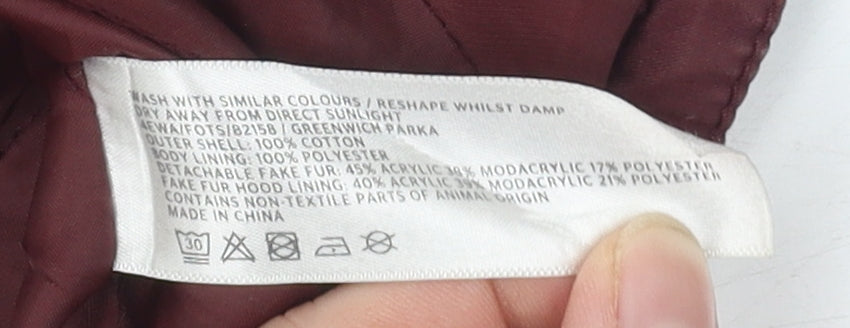 WASH WITH SIMILAR COLOURS / RESHAPE WHILST DAMP
DRY AWAY FROM DIRECT SUNLIGHT
4EWA/FOTS/B2158 / GREENWICH PARKA
OUTER SHELL: 100% COTTON
BODY LINING: 100% POLYESTER
DETACHABLE FAKE FUR: 45% ACRYLIC 38% MODACRYLIC 17% POLYESTER
FAKE FUR HOOD LINING: 40% ACRYLIC 39% MODACRYLIC 21% POLYESTER
CONTAINS NON-TEXTILE PARTS OF ANIMAL ORIGIN
MADE IN CHINA
30